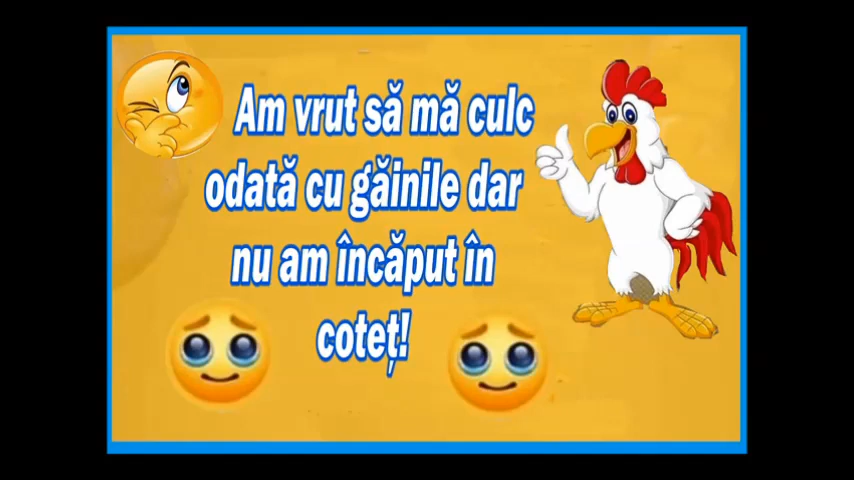 Am vrut să mă culc
odată cu găinile dar
nu am încăput în
coteț!